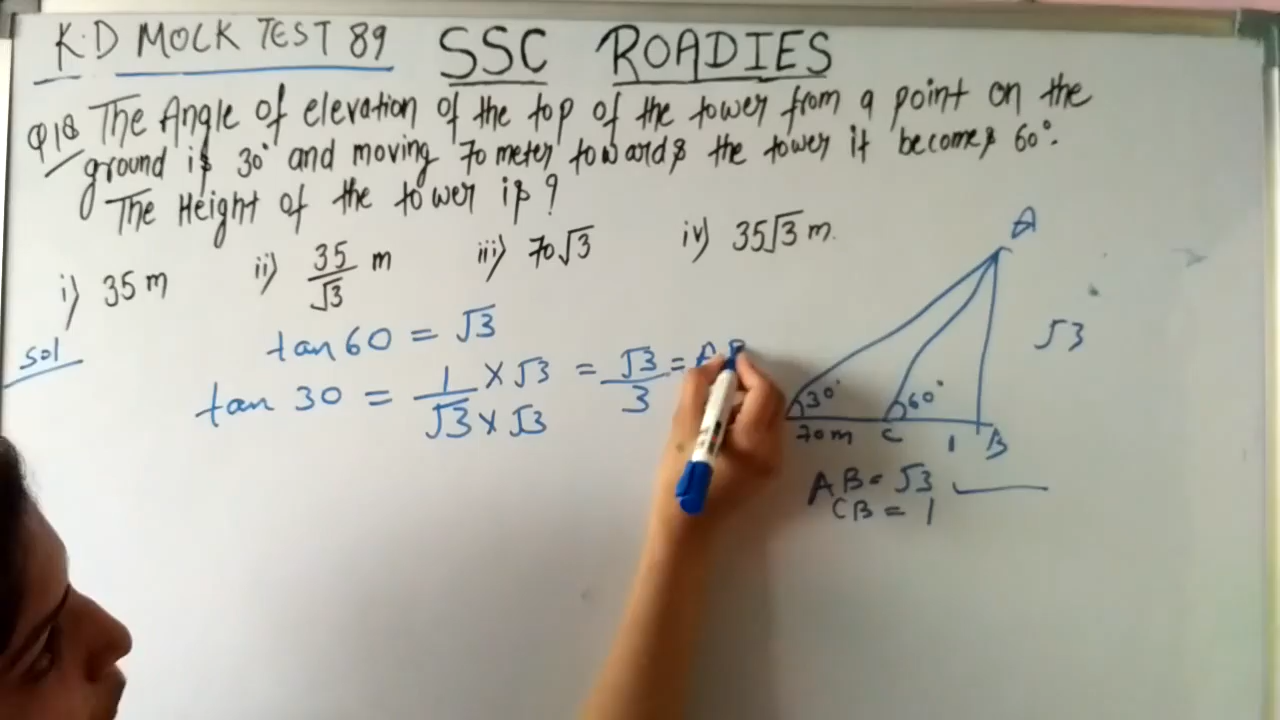 K.D MOCK TEST 89 SSC ROADIES
Q18 The Angle of elevation of the top of the tower from a point on the
ground is 30° and moving 70 meter towards the tower it becomes 60°.
The Height of the tower is ?
i) 35 m ii) 35/√3 m iii) 70√3 iv) 35√3 m.
Sol
tan 60 = √3
tan 30 = 1/√3 × √3/√3 = √3/3 = AB
A
√3
30° 60°
70m C 1 B
AB = √3
CB = 1